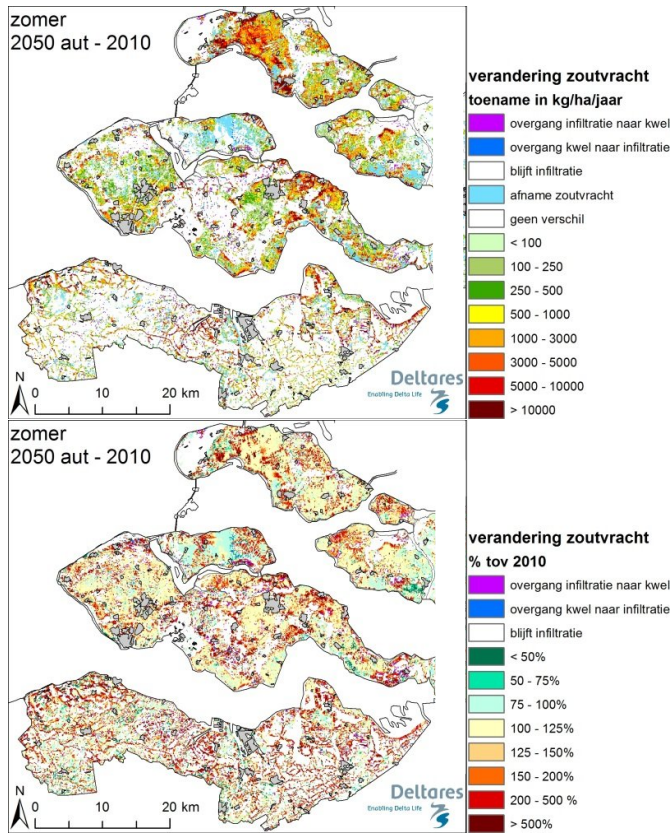 zomer
2050 aut - 2010
verandering zoutvracht
toename in kg/ha/jaar
overgang infiltratie naar kwel
overgang kwel naar infiltratie
blijft infiltratie
afname zoutvracht
geen verschil
< 100
100 - 250
250 - 500
500 - 1000
1000 - 3000
3000 - 5000
5000 - 10000
> 10000
N
0 10 20 km
Deltares
Enabling Delta Life
zomer
2050 aut - 2010
verandering zoutvracht
% tov 2010
overgang infiltratie naar kwel
overgang kwel naar infiltratie
blijft infiltratie
< 50%
50 - 75%
75 - 100%
100 - 125%
125 - 150%
150 - 200%
200 - 500 %
> 500%
N
0 10 20 km
Deltares
Enabling Delta Life